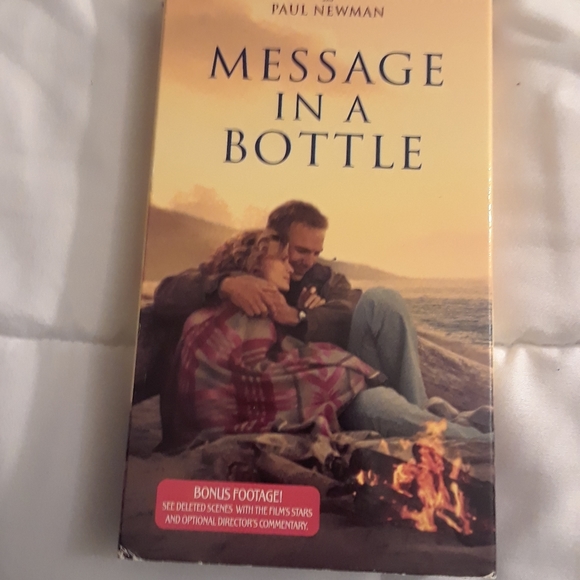 PAUL NEWMAN
MESSAGE
IN A
BOTTLE
BONUS FOOTAGE!
SEE DELETED SCENES WITH THE FILM'S STARS
AND OPTIONAL DIRECTOR'S COMMENTARY.